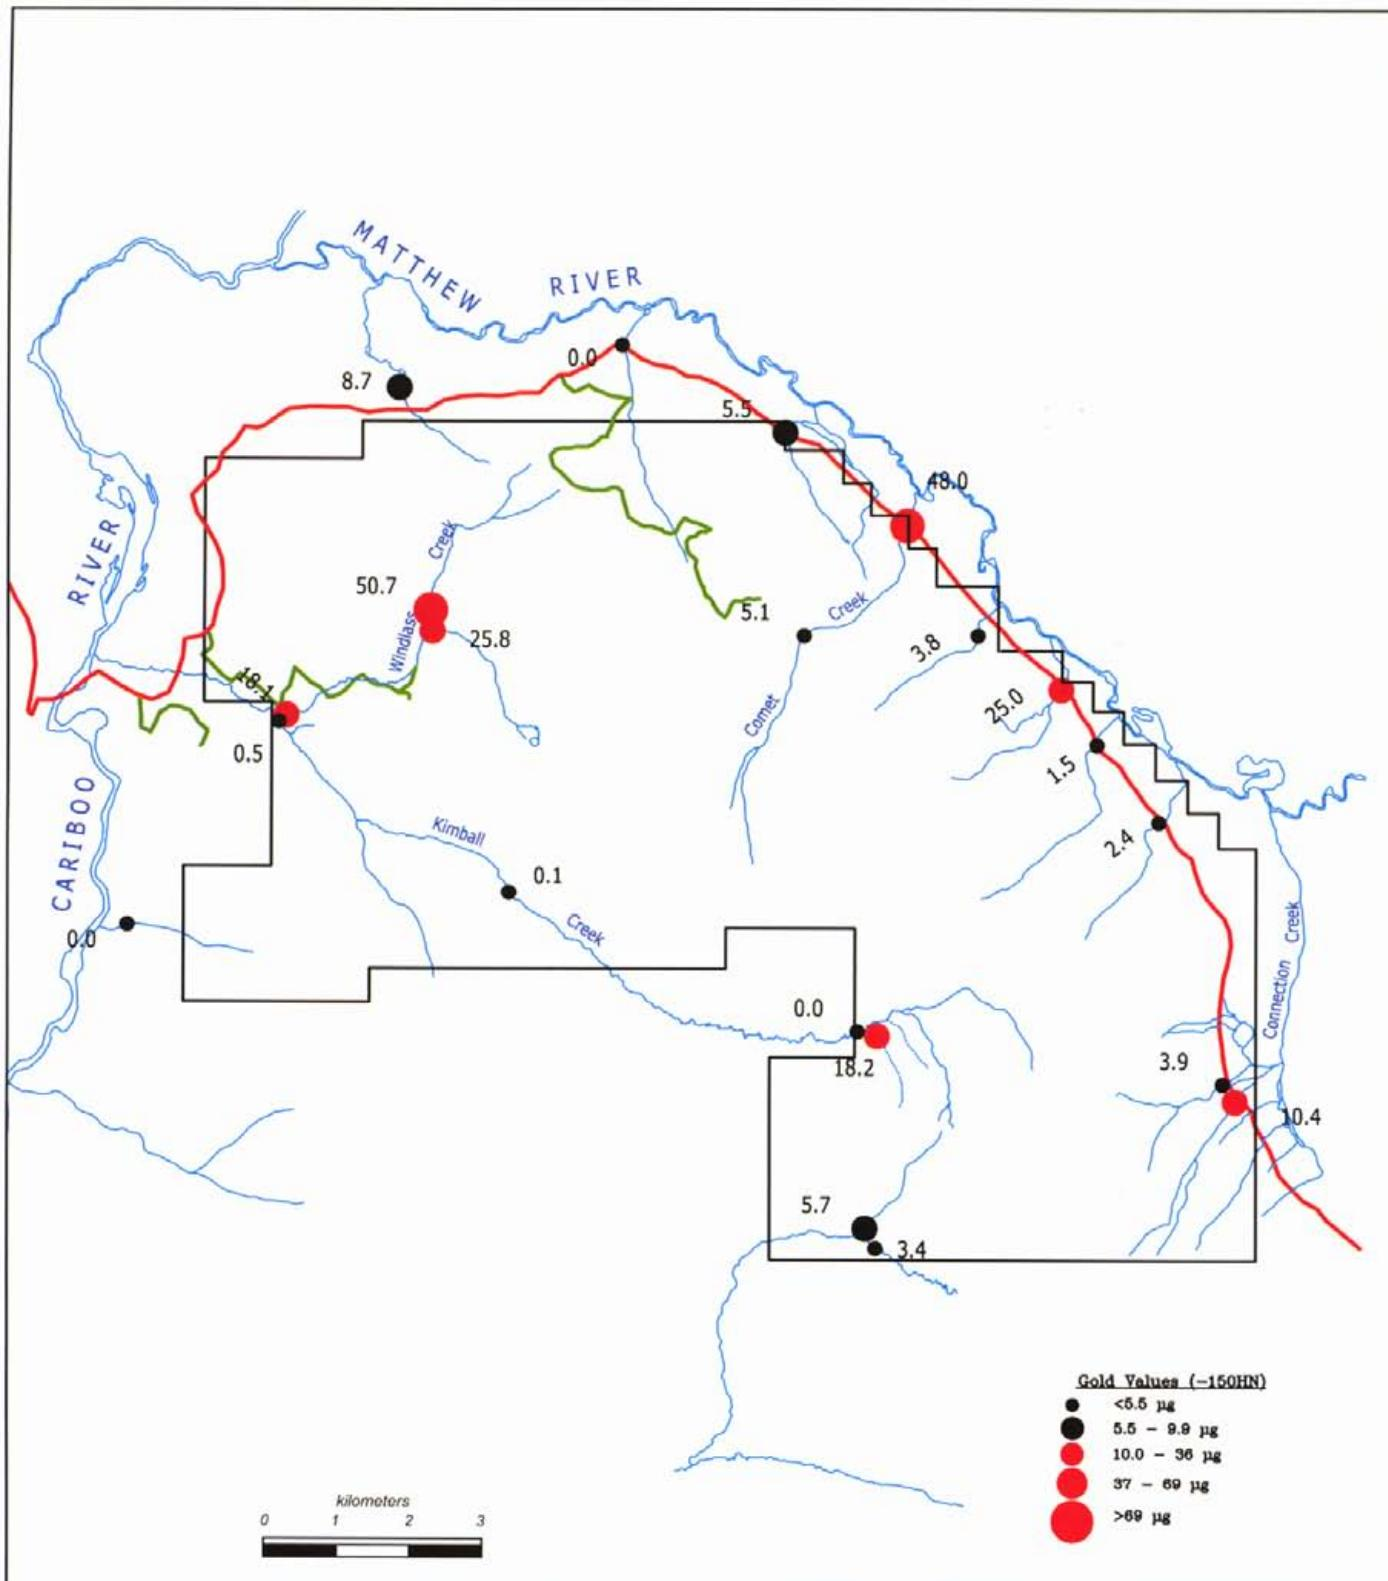 MATTHEW RIVER
0.0
8.7
5.5
48.0
RIVER
Creek
50.7
Windlass
25.8
5.1
Creek
3.8
18.1
25.0
Comet
0.5
1.5
CARIBOO
Kimball
2.4
0.1
Creek
0.0
Connection Creek
0.0
18.2
3.9
10.4
5.7
3.4
Gold Values (-150HN)
<5.5 µg
5.5 - 9.9 µg
10.0 - 36 µg
37 - 69 µg
>69 µg
kilometers
0 1 2 3